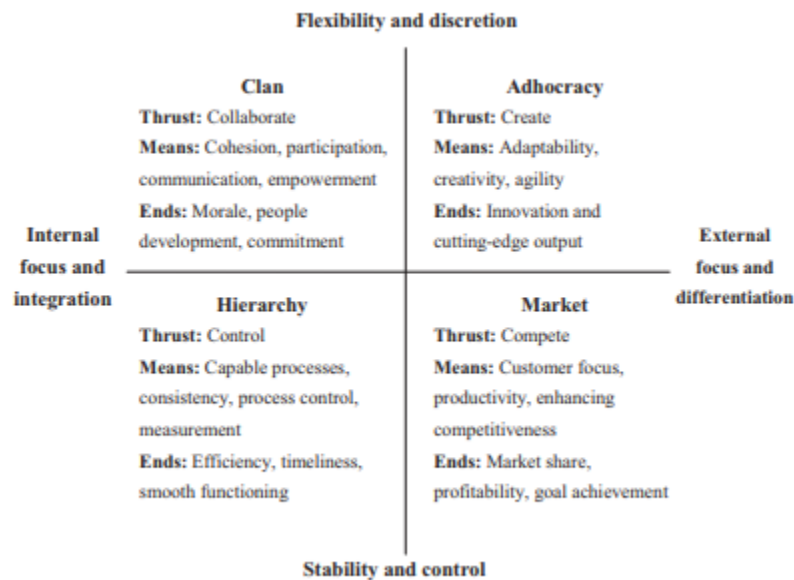 Flexibility and discretion
Clan
Thrust: Collaborate
Means: Cohesion, participation,
communication, empowerment
Ends: Morale, people
development, commitment
Adhocracy
Thrust: Create
Means: Adaptability,
creativity, agility
Ends: Innovation and
cutting-edge output
Internal
focus and
integration
External
focus and
differentiation
Hierarchy
Thrust: Control
Means: Capable processes,
consistency, process control,
measurement
Ends: Efficiency, timeliness,
smooth functioning
Market
Thrust: Compete
Means: Customer focus,
productivity, enhancing
competitiveness
Ends: Market share,
profitability, goal achievement
Stability and control